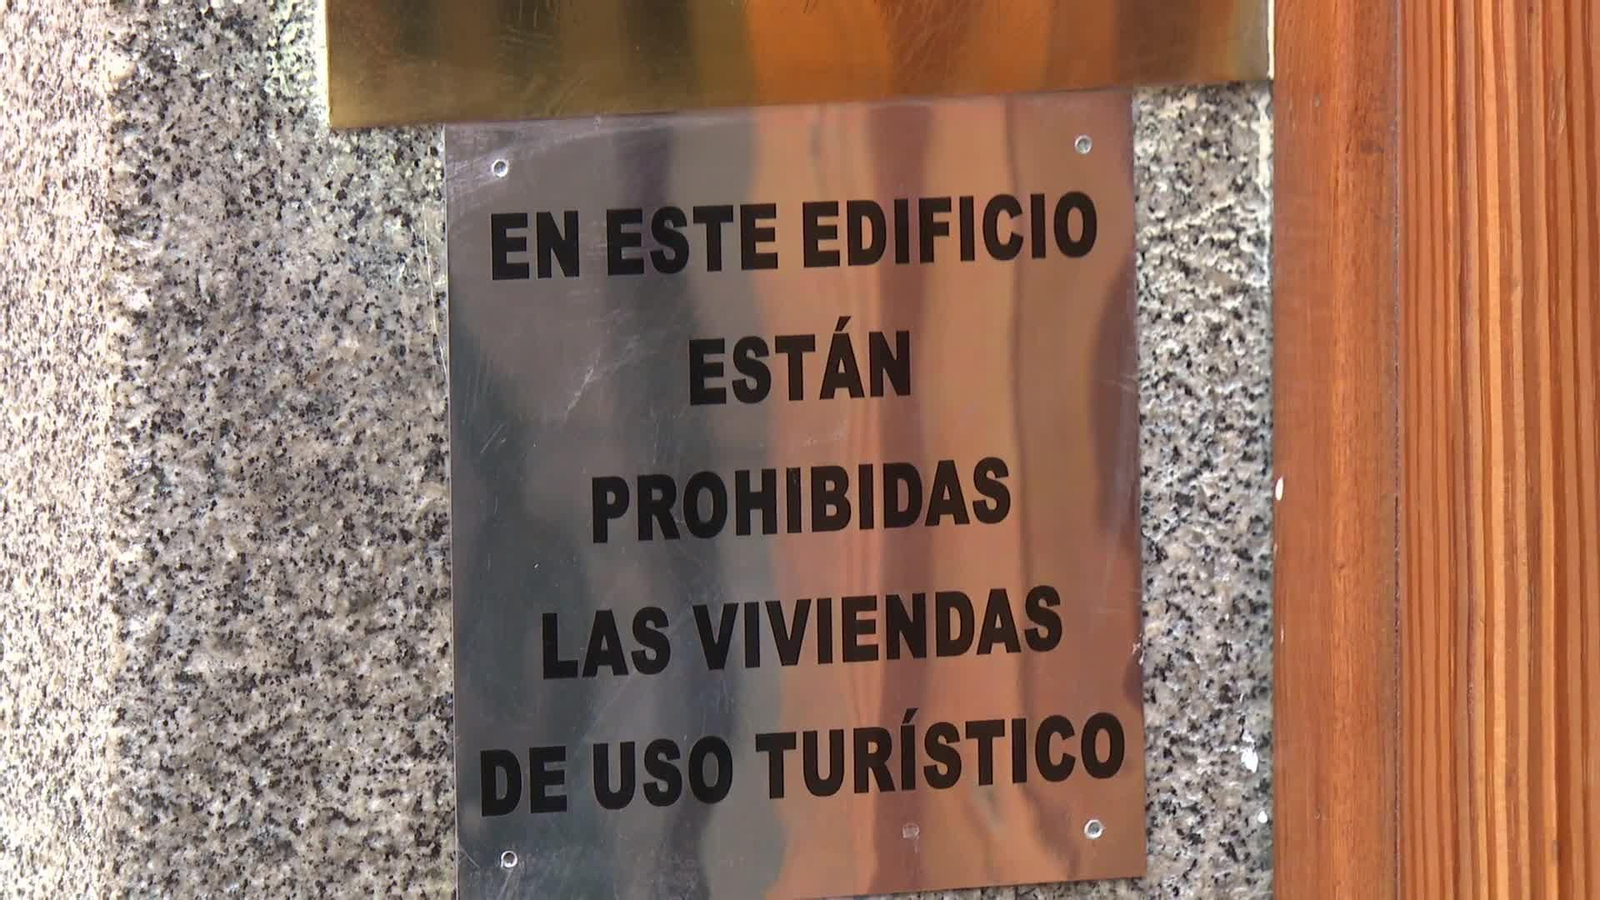 EN ESTE EDIFICIO
ESTÁN
PROHIBIDAS
LAS VIVIENDAS
DE USO TURÍSTICO